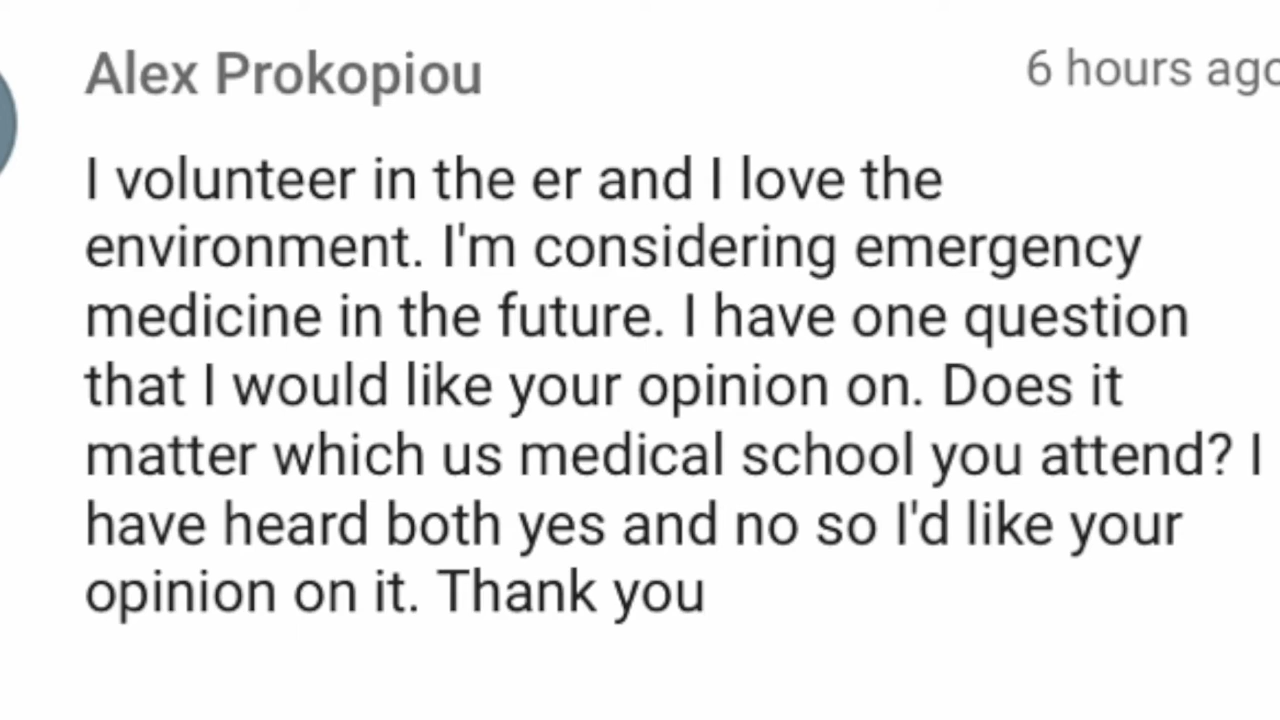 Alex Prokopiou
6 hours ago
I volunteer in the er and I love the
environment. I'm considering emergency
medicine in the future. I have one question
that I would like your opinion on. Does it
matter which us medical school you attend? I
have heard both yes and no so I'd like your
opinion on it. Thank you